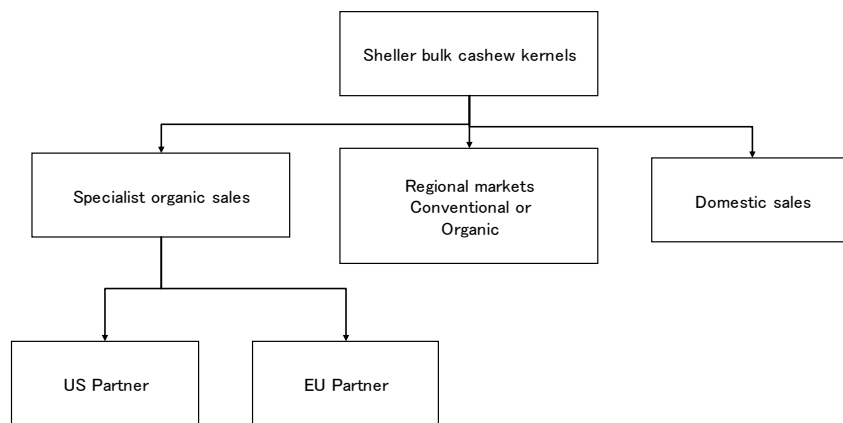 Sheller bulk cashew kernels
Specialist organic sales
Regional markets
Conventional or
Organic
Domestic sales
US Partner
EU Partner